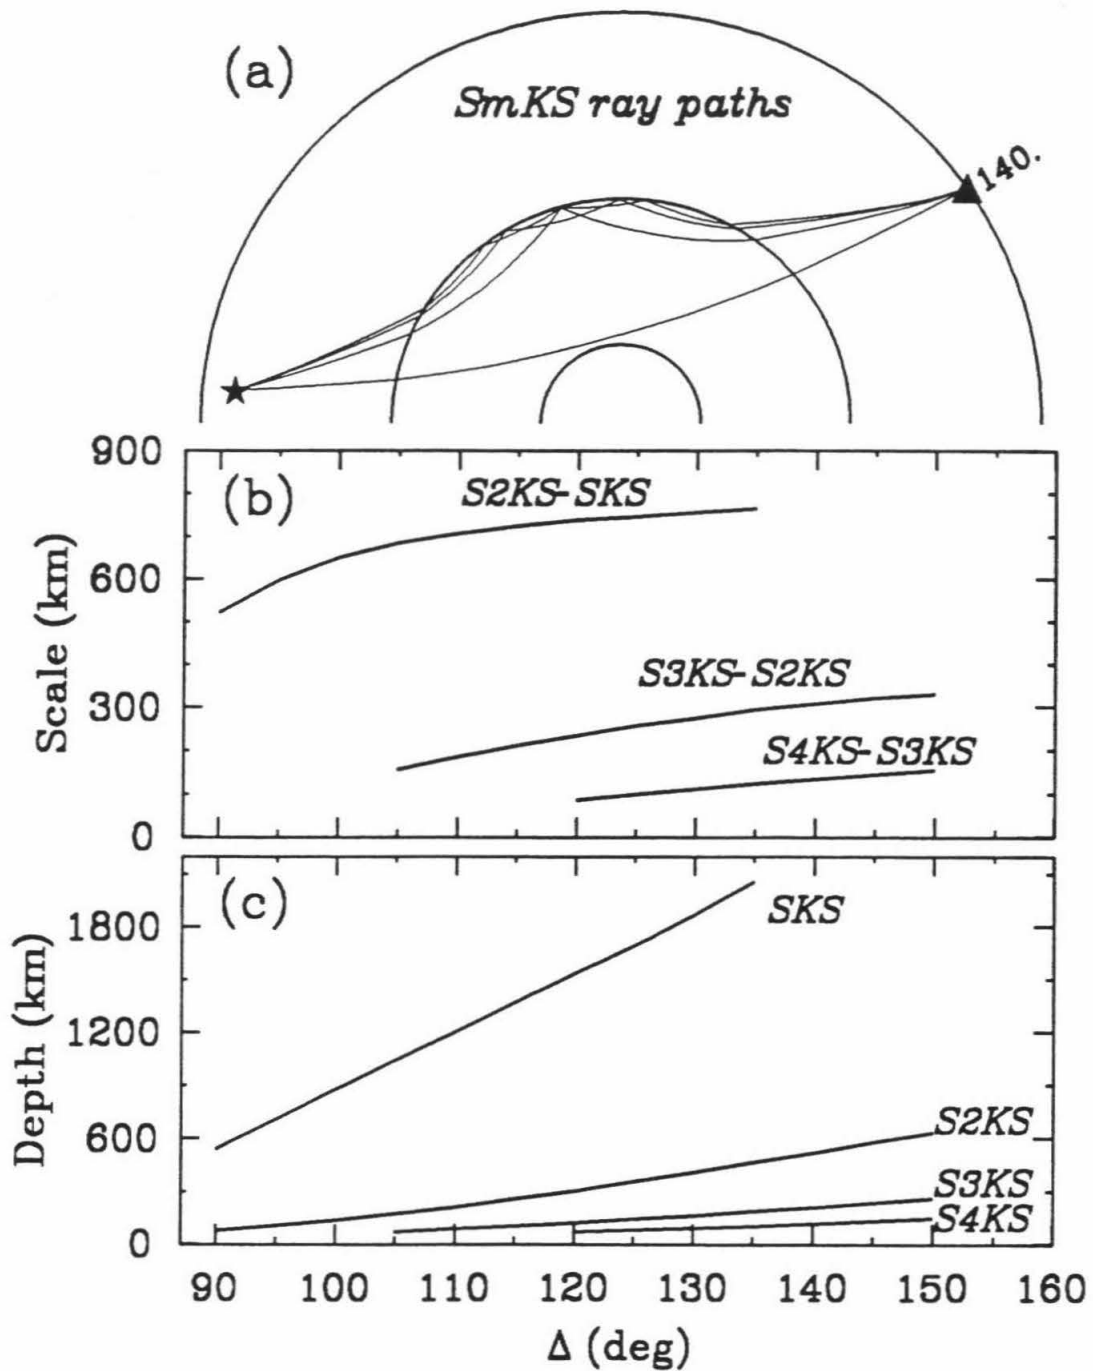 (a)
SmKS ray paths
140.
900
600
300
0
Scale (km)
(b)
S2KS-SKS
S3KS-S2KS
S4KS-S3KS
1800
1200
600
0
Depth (km)
(c)
SKS
S2KS
S3KS
S4KS
90 100 110 120 130 140 150 160
Δ (deg)